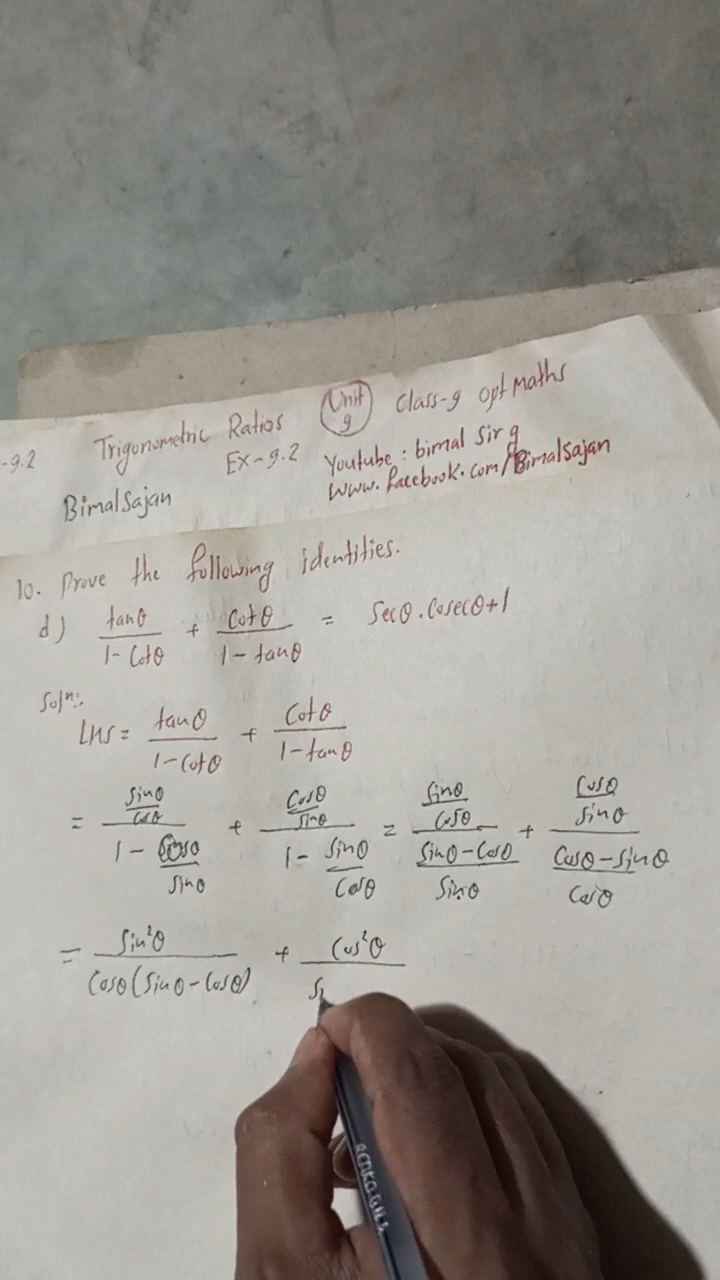 -9.2 Trigonometric Ratios Unit 9 Class-9 opt Maths
BimalSajan Ex-9.2 Youtube : bimal Sir g
www.facebook.com/Bimalsajan
10. Prove the following identities.
d) tanθ/(1-Cotθ) + Cotθ/(1-tanθ) = Secθ.Cosecθ+1
Solⁿ:
LHS = tanθ/(1-Cotθ) + Cotθ/(1-tanθ)
= (Sinθ/Cosθ)/(1-Cosθ/Sinθ) + (Cosθ/Sinθ)/(1-Sinθ/Cosθ) = (Sinθ/Cosθ)/((Sinθ-Cosθ)/Sinθ) + (Cosθ/Sinθ)/((Cosθ-Sinθ)/Cosθ)
= Sin²θ/(Cosθ(Sinθ-Cosθ)) + Cos²θ/Si